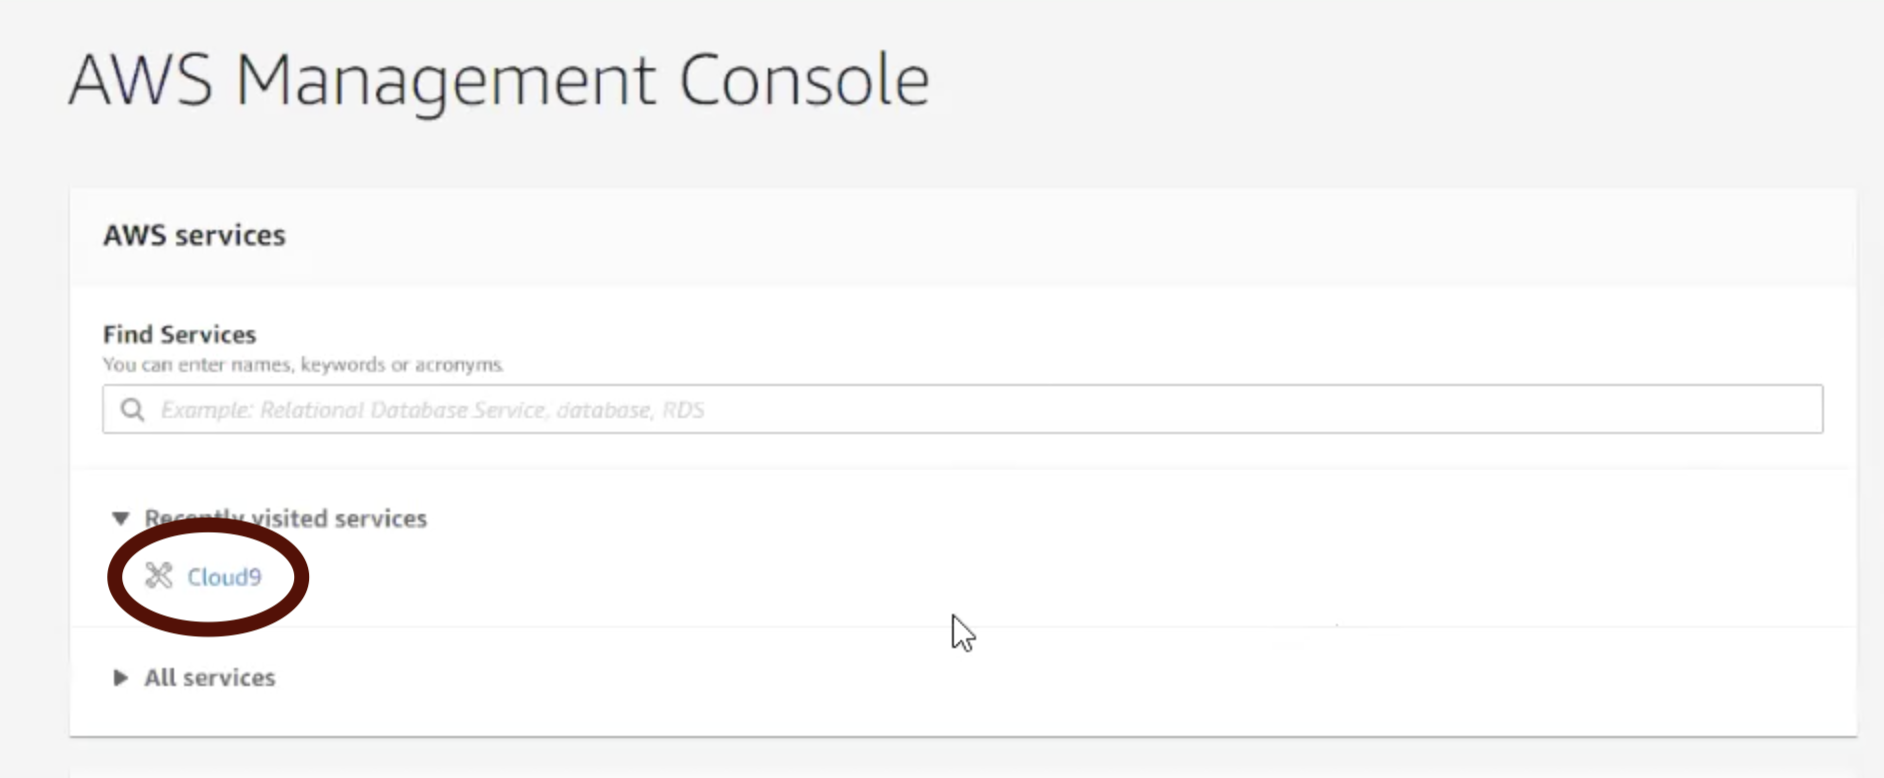 AWS Management Console
AWS services
Find Services
You can enter names, keywords or acronyms.
Example: Relational Database Service, database, RDS
Recently visited services
Cloud9
All services